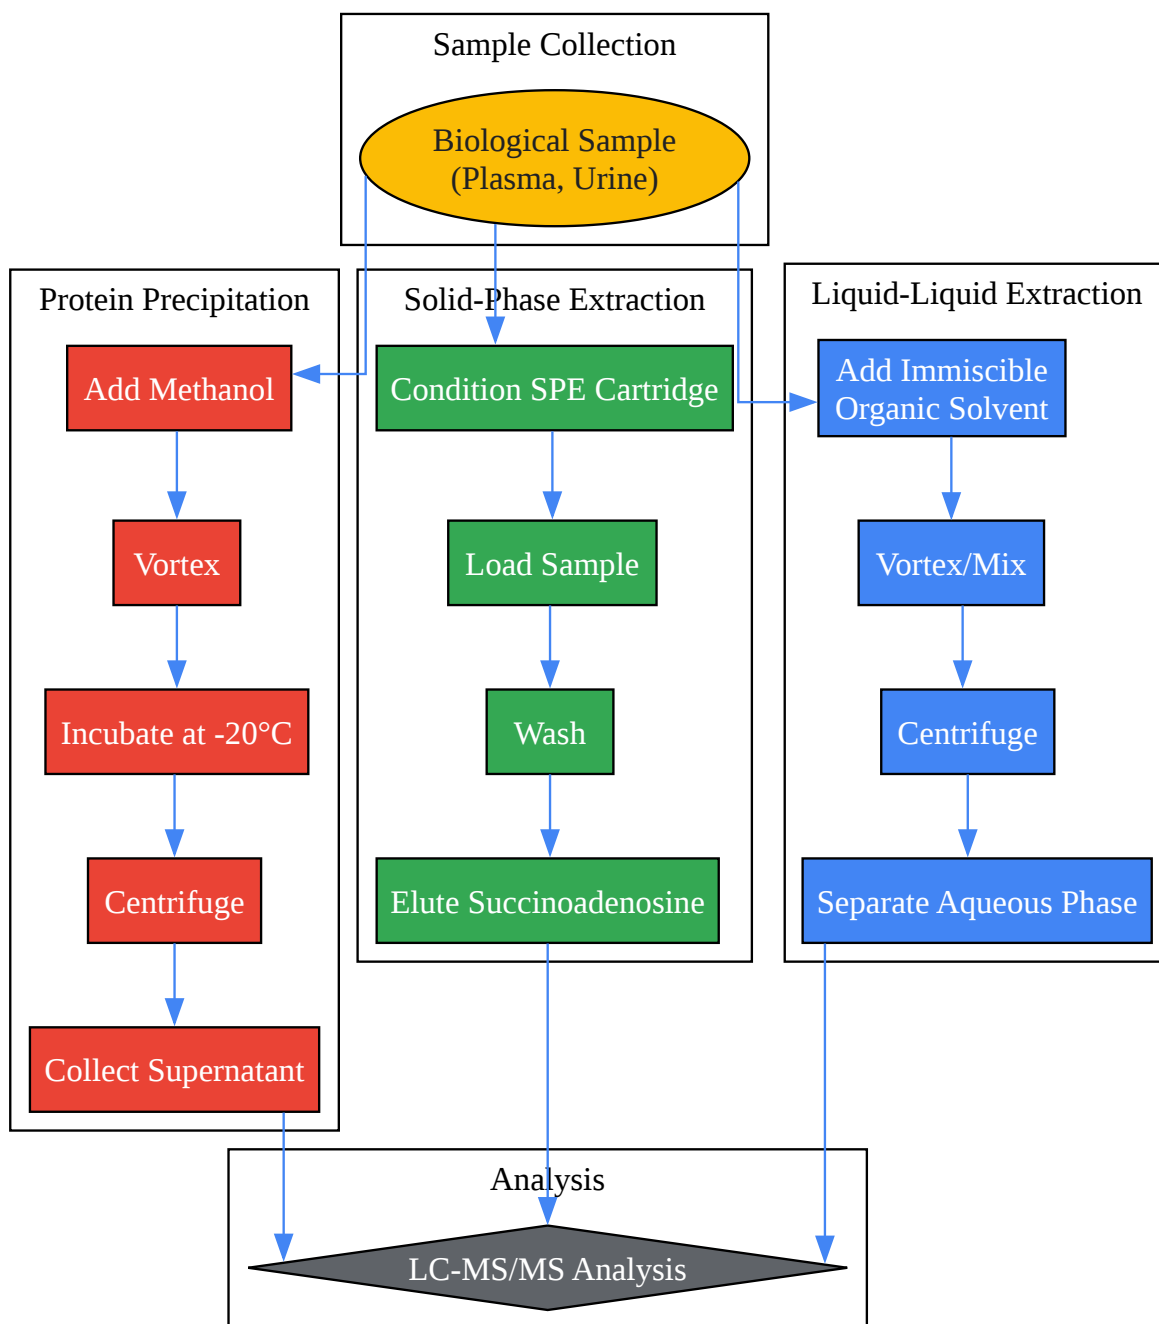 Sample Collection
Biological Sample
(Plasma, Urine)
Protein Precipitation
Add Methanol
Vortex
Incubate at -20°C
Centrifuge
Collect Supernatant
Solid-Phase Extraction
Condition SPE Cartridge
Load Sample
Wash
Elute Succinoadenosine
Liquid-Liquid Extraction
Add Immiscible
Organic Solvent
Vortex/Mix
Centrifuge
Separate Aqueous Phase
Analysis
LC-MS/MS Analysis